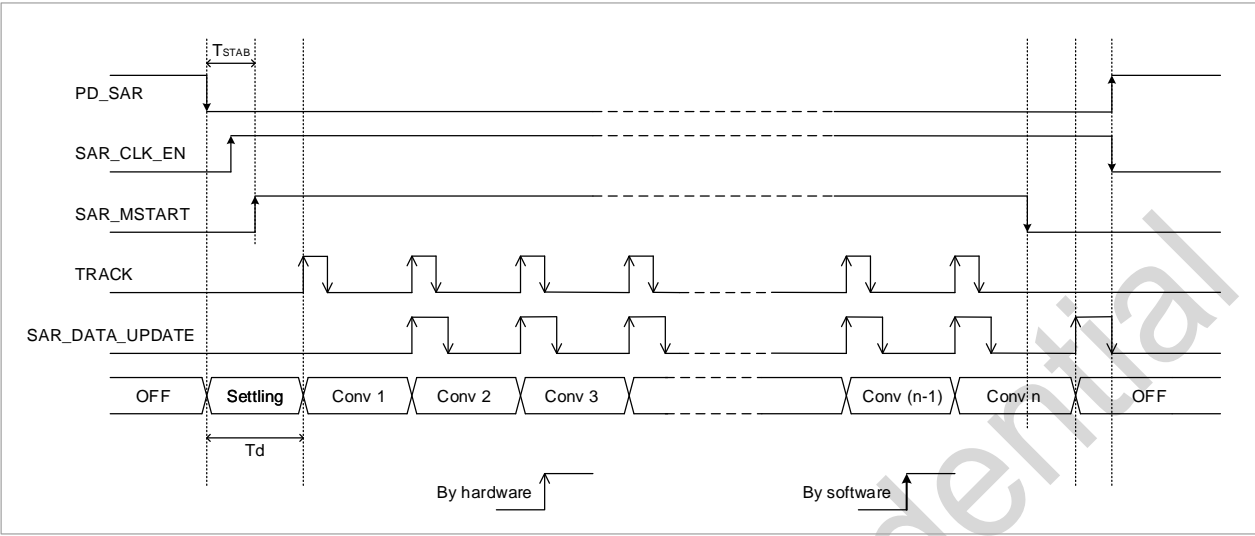 TSTAB
PD_SAR
SAR_CLK_EN
SAR_MSTART
TRACK
SAR_DATA_UPDATE
OFF Settling Conv 1 Conv 2 Conv 3 Conv (n-1) Conv n OFF
Td
By hardware By software
dential